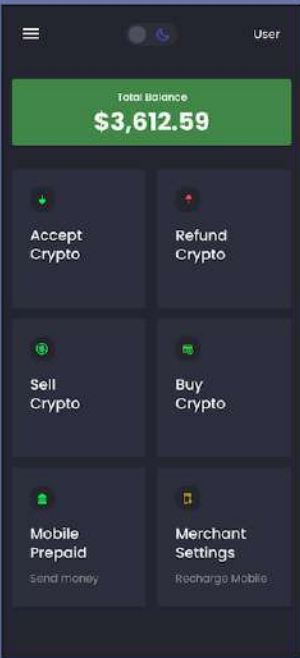 User
Total Balance
$3,612.59
Accept
Crypto
Refund
Crypto
Sell
Crypto
Buy
Crypto
Mobile
Prepaid
Send money
Merchant
Settings
Recharge Mobile